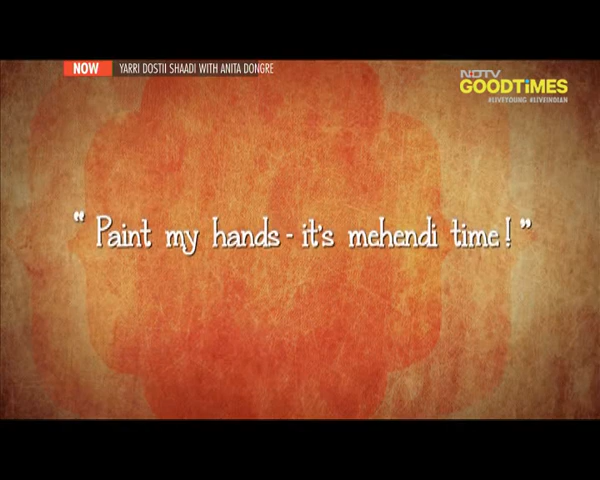 NOW YARRI DOSTII SHAADI WITH ANITA DONGRE
NDTV
GOODTiMES
#LIVEYOUNG #LIVEINDIAN
“ Paint my hands - it's mehendi time! ”